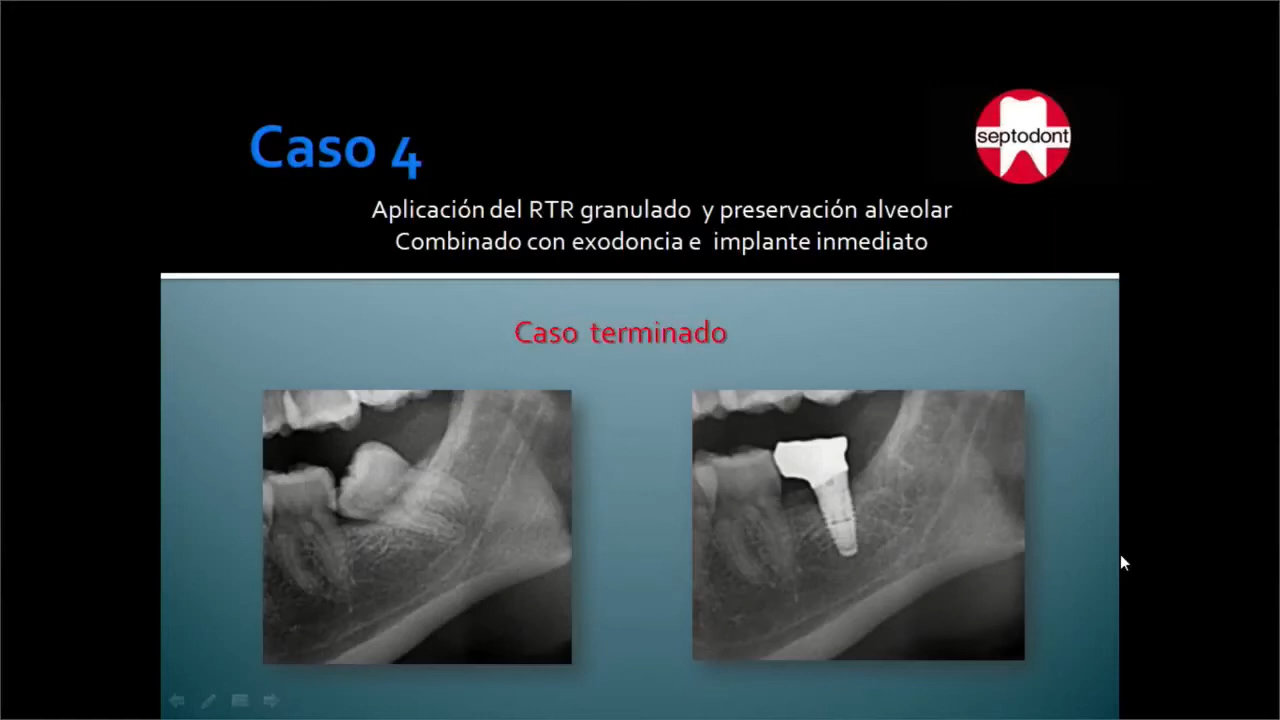 Caso 4
septodont
Aplicación del RTR granulado y preservación alveolar
Combinado con exodoncia e implante inmediato
Caso terminado